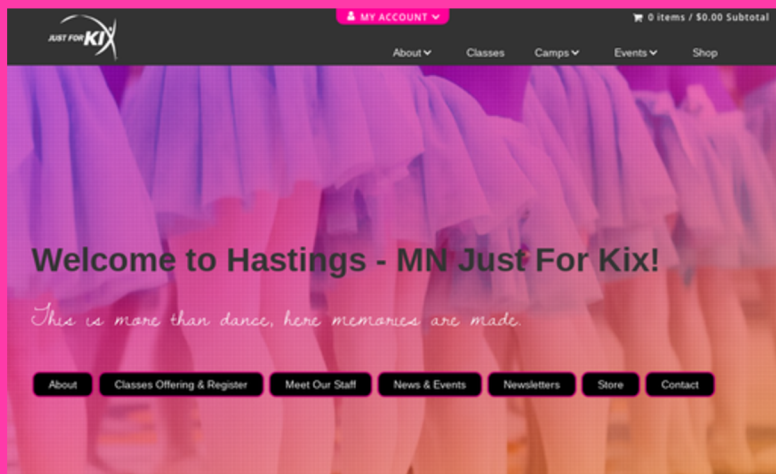 MY ACCOUNT
0 items / $0.00 Subtotal
JUST FOR KIX
About Classes Camps Events Shop
Welcome to Hastings - MN Just For Kix!
This is more than dance, here memories are made.
About Classes Offering & Register Meet Our Staff News & Events Newsletters Store Contact